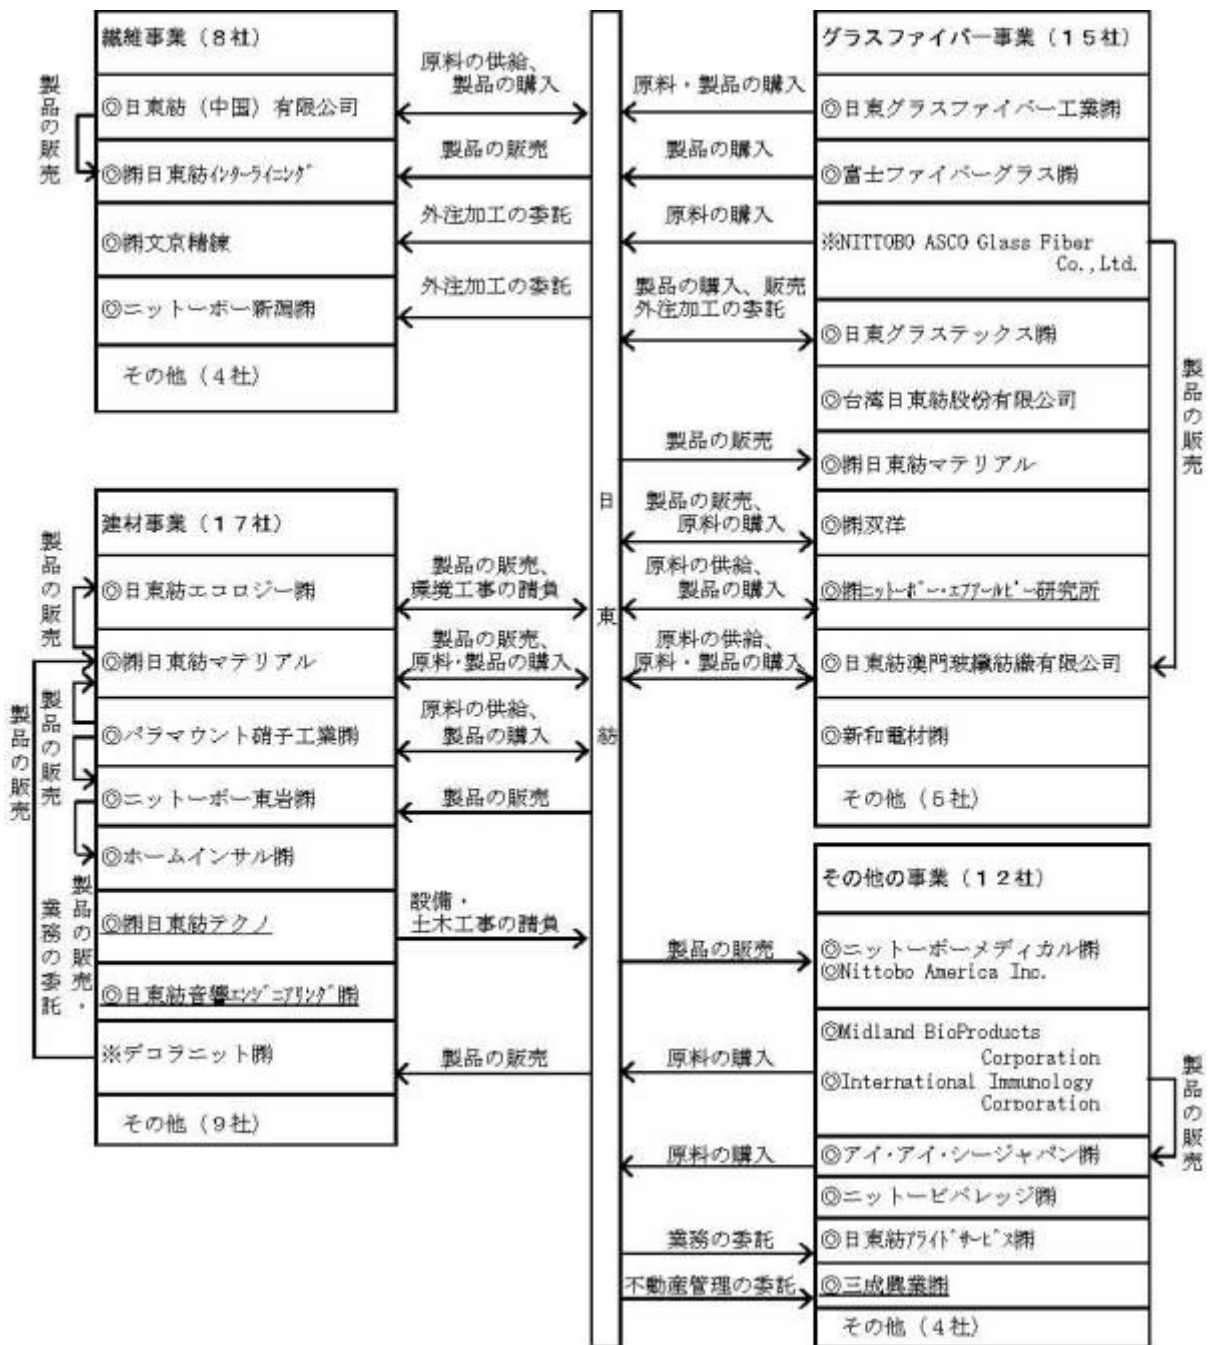 繊維事業（８社）
製品の販売
◎日東紡（中国）有限公司
原料の供給、
製品の購入
◎㈱日東紡ｲﾝﾀｰﾗｲﾆﾝｸﾞ
製品の販売
◎㈱文京精練
外注加工の委託
◎ニットーボー新潟㈱
外注加工の委託
その他（４社）
建材事業（１７社）
製品の販売
◎日東紡エコロジー㈱
製品の販売、
環境工事の請負
◎㈱日東紡マテリアル
製品の販売、
原料・製品の購入
製品の販売
製品の販売
◎パラマウント硝子工業㈱
原料の供給、
製品の購入
◎ニットーボー東岩㈱
製品の販売
◎ホームインサル㈱
製品の販売・
業務の委託
◎㈱日東紡テクノ
設備・
土木工事の請負
◎日東紡音響ｴﾝｼﾞﾆｱﾘﾝｸﾞ㈱
※デコラニット㈱
製品の販売
その他（９社）
日東紡
グラスファイバー事業（１５社）
原料・製品の購入
◎日東グラスファイバー工業㈱
製品の購入
◎富士ファイバーグラス㈱
原料の購入
※NITTOBO ASCO Glass Fiber
Co.,Ltd.
製品の購入、販売
外注加工の委託
◎日東グラステックス㈱
製品の販売
◎台湾日東紡股份有限公司
製品の販売
◎㈱日東紡マテリアル
製品の販売、
原料の購入
◎㈱双洋
原料の供給、
製品の購入
◎㈱ﾆｯﾄｰﾎﾞｰ・ｴﾌｱｰﾙﾋﾟｰ研究所
原料の供給、
原料・製品の購入
◎日東紡澳門玻纖紡織有限公司
◎新和電材㈱
その他（５社）
その他の事業（１２社）
製品の販売
◎ニットーボーメディカル㈱
◎Nittobo America Inc.
原料の購入
◎Midland BioProducts
Corporation
◎International Immunology
Corporation
製品の販売
原料の購入
◎アイ・アイ・シージャパン㈱
◎ニットービバレッジ㈱
業務の委託
◎日東紡ｱﾗｲﾄﾞｻｰﾋﾞｽ㈱
不動産管理の委託
◎三成興業㈱
その他（４社）